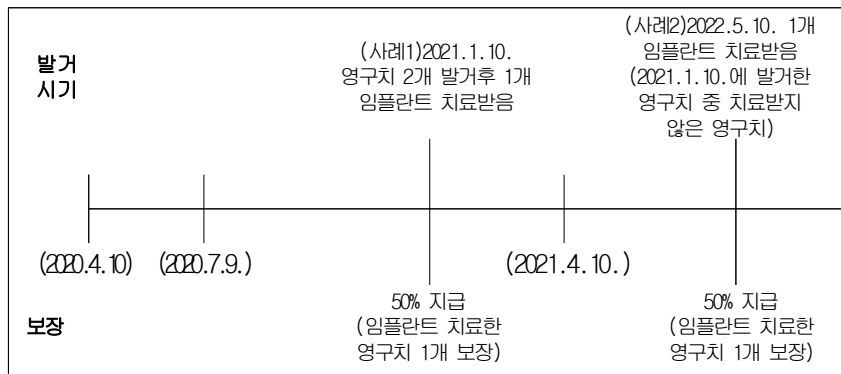 발거
시기
(사례1)2021.1.10.
영구치 2개 발거후 1개
임플란트 치료받음
(사례2)2022.5.10. 1개
임플란트 치료받음
(2021.1.10.에 발거한
영구치 중 치료받지
않은 영구치)
(2020.4.10)
(2020.7.9.)
(2021.4.10.)
보장
50% 지급
(임플란트 치료한
영구치 1개 보장)
50% 지급
(임플란트 치료한
영구치 1개 보장)